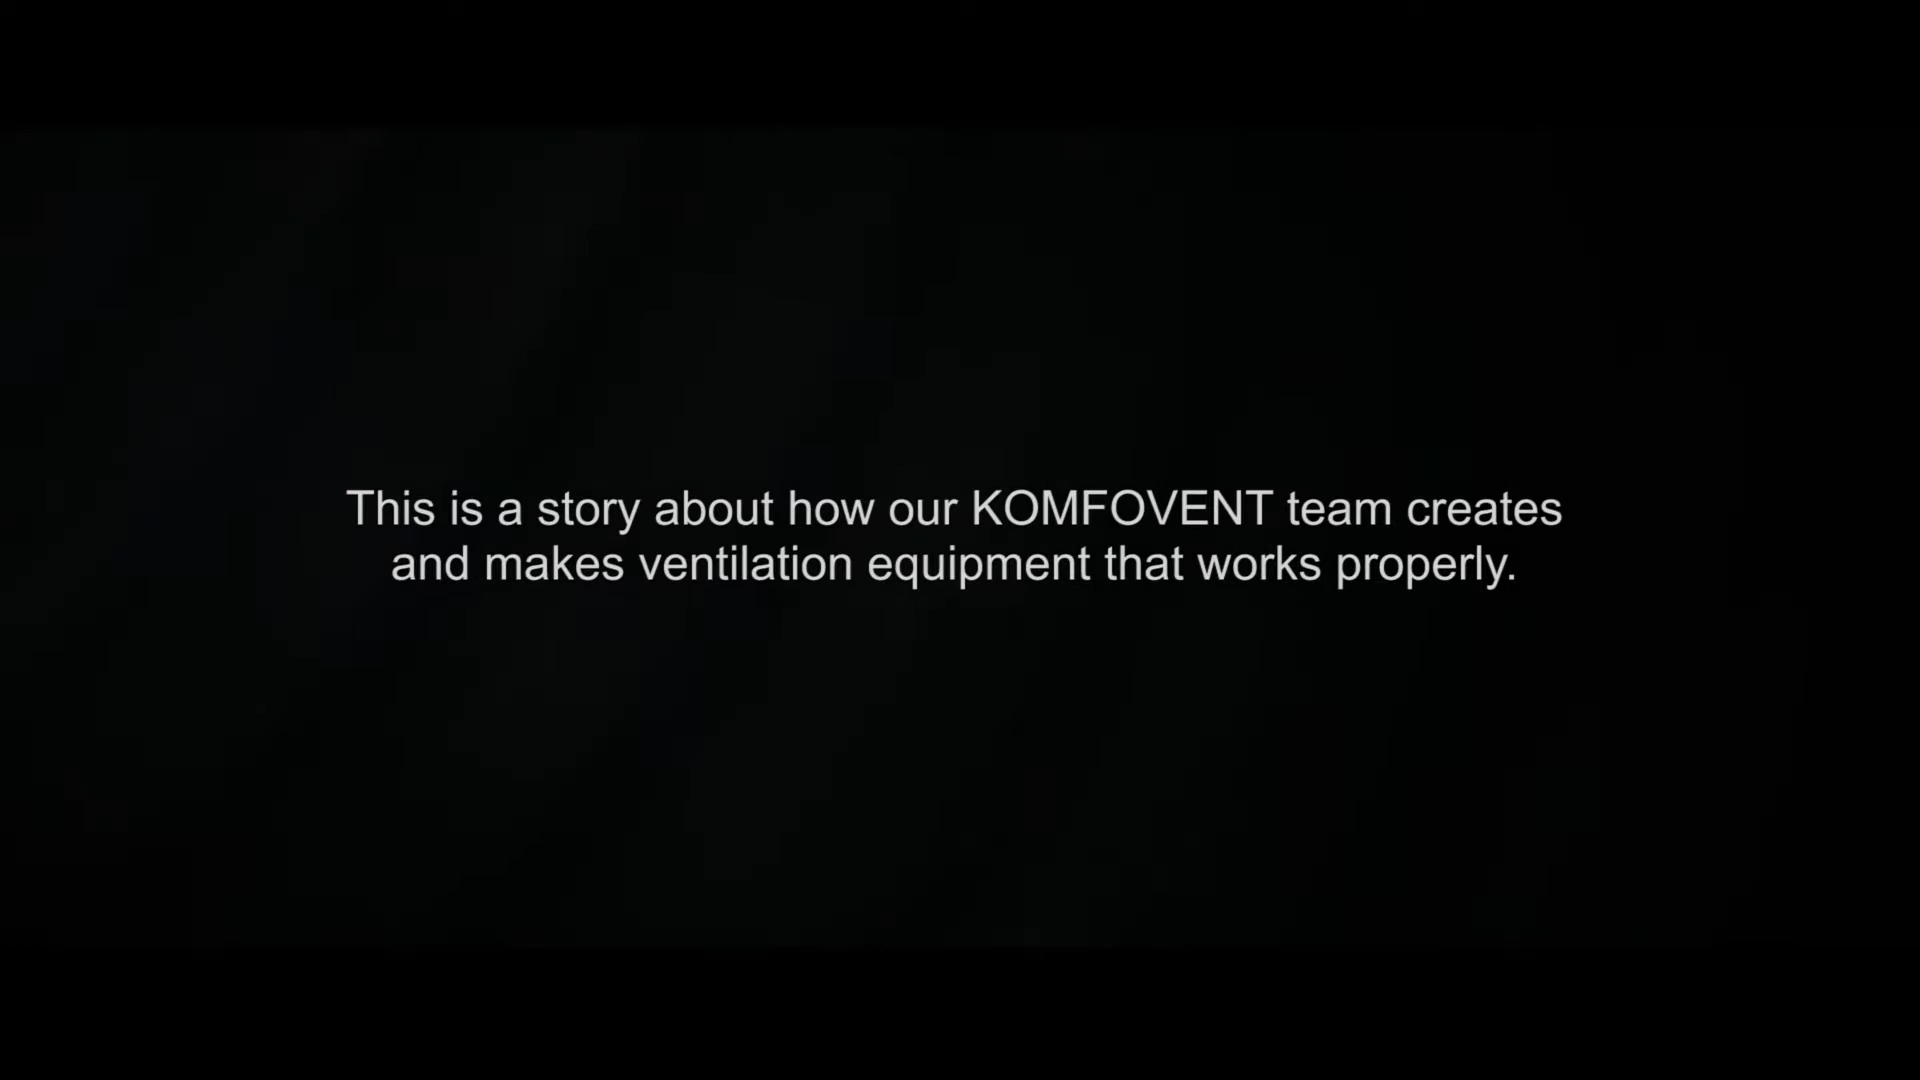 This is a story about how our KOMFOVENT team creates
and makes ventilation equipment that works properly.